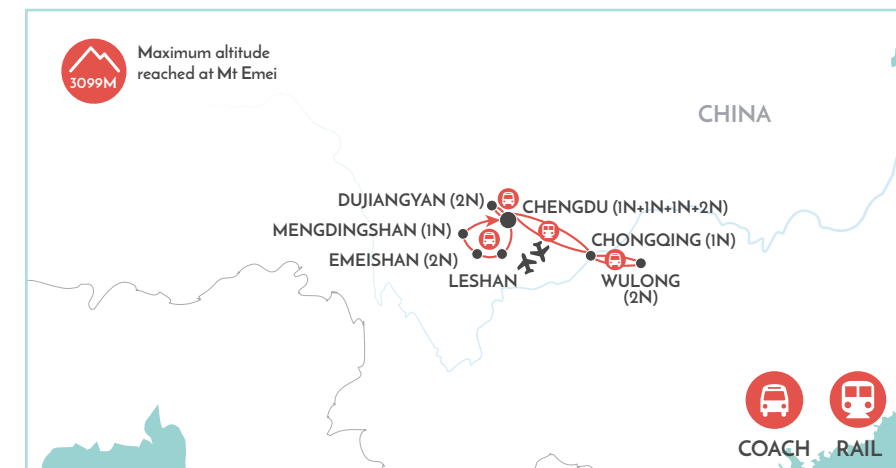 Maximum altitude
reached at Mt Emei
3099M
CHINA
DUJIANGYAN (2N)
CHENGDU (1N+1N+1N+2N)
MENGDINGSHAN (1N)
CHONGQING (1N)
EMEISHAN (2N)
LESHAN
WULONG
(2N)
COACH
RAIL